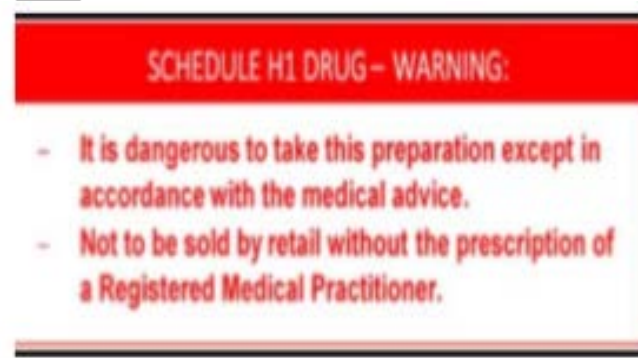 SCHEDULE H1 DRUG – WARNING:
- It is dangerous to take this preparation except in
accordance with the medical advice.
- Not to be sold by retail without the prescription of
a Registered Medical Practitioner.